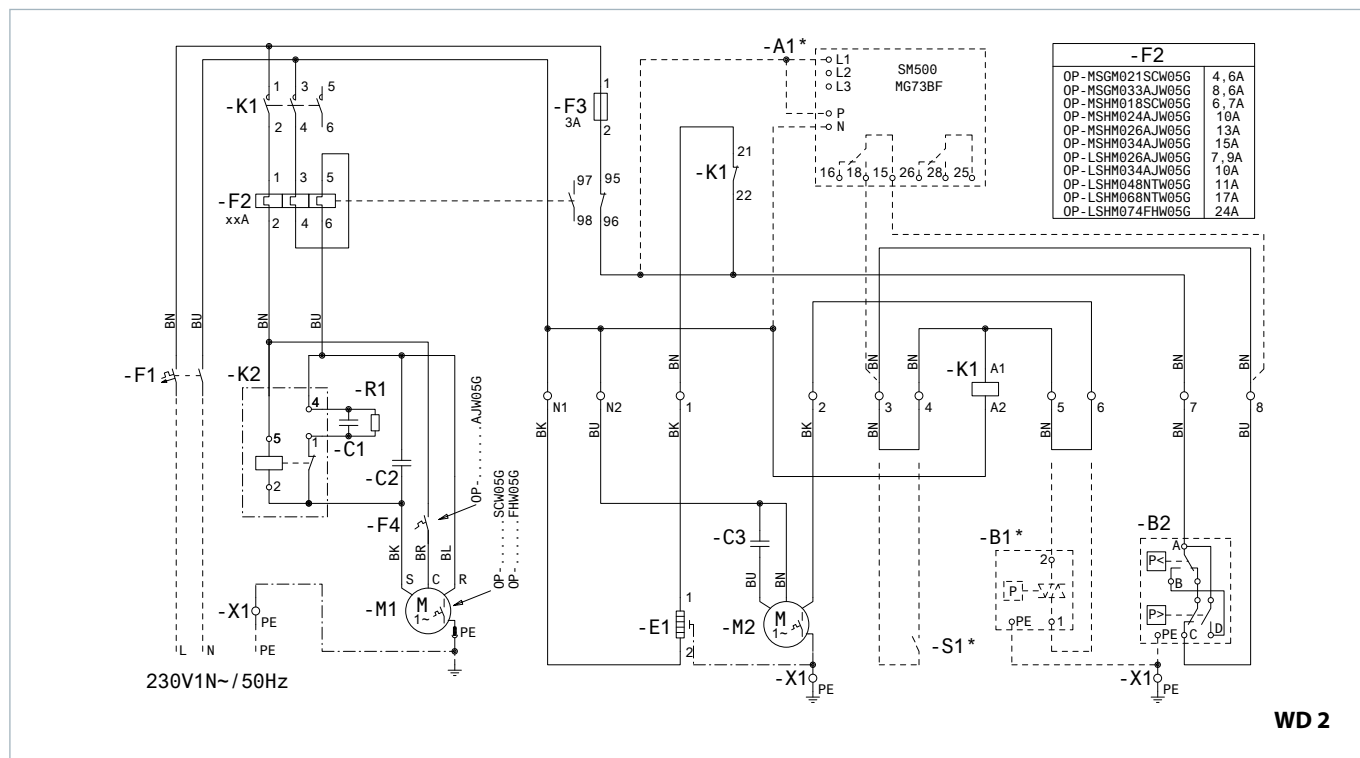 -A1*
L1
L2
L3
P
N
SM500
MG73BF
16 18 15 26 28 25
-F2
OP-MSGM021SCW05G 4,6A
OP-MSGM033AJW05G 8,6A
OP-MSHM018SCW05G 6,7A
OP-MSHM024AJW05G 10A
OP-MSHM026AJW05G 13A
OP-MSHM034AJW05G 15A
OP-LSHM026AJW05G 7,9A
OP-LSHM034AJW05G 10A
OP-LSHM048NTW05G 11A
OP-LSHM068NTW05G 17A
OP-LSHM074FHW05G 24A
1 3 5
-K1
2 4 6
1
-F3
3A
2
21
-K1
22
1 3 5
-F2
xxA
2 4 6
97 95
98 96
BN BU BN BU
-F1
-K2
4
-R1
5
1
-C1
2
-C2
-F4
OP-.......AJW05G
OP.......SCW05G
OP.......FHW05G
BK BR BL
S C R
-M1
M
1~
PE
-X1
PE
L N PE
230V1N~/50Hz
BN BN BN BN BN BN BN
-K1 A1
A2
N1 N2 1 2 3 4 5 6 7 8
BK BU BK BK BN BN BN BN BU
-C3
BU BN
1
-E1
2
-M2
M
1~
-X1
PE
-S1*
-B1*
2
P
PE 1
-B2
A
P<
B
P>
PE C D
-X1
PE
WD 2